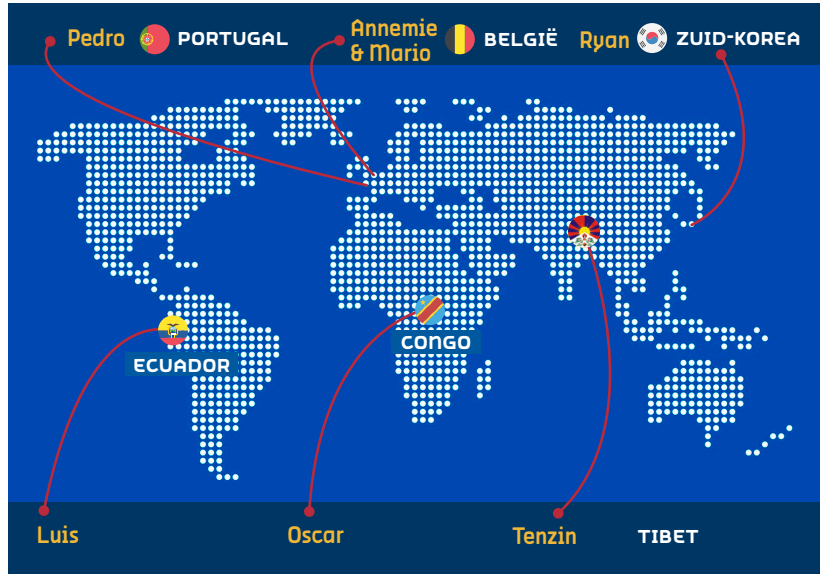 Pedro PORTUGAL
Annemie
& Mario
BELGIË
Ryan ZUID-KOREA
ECUADOR
CONGO
Luis
Oscar
Tenzin TIBET